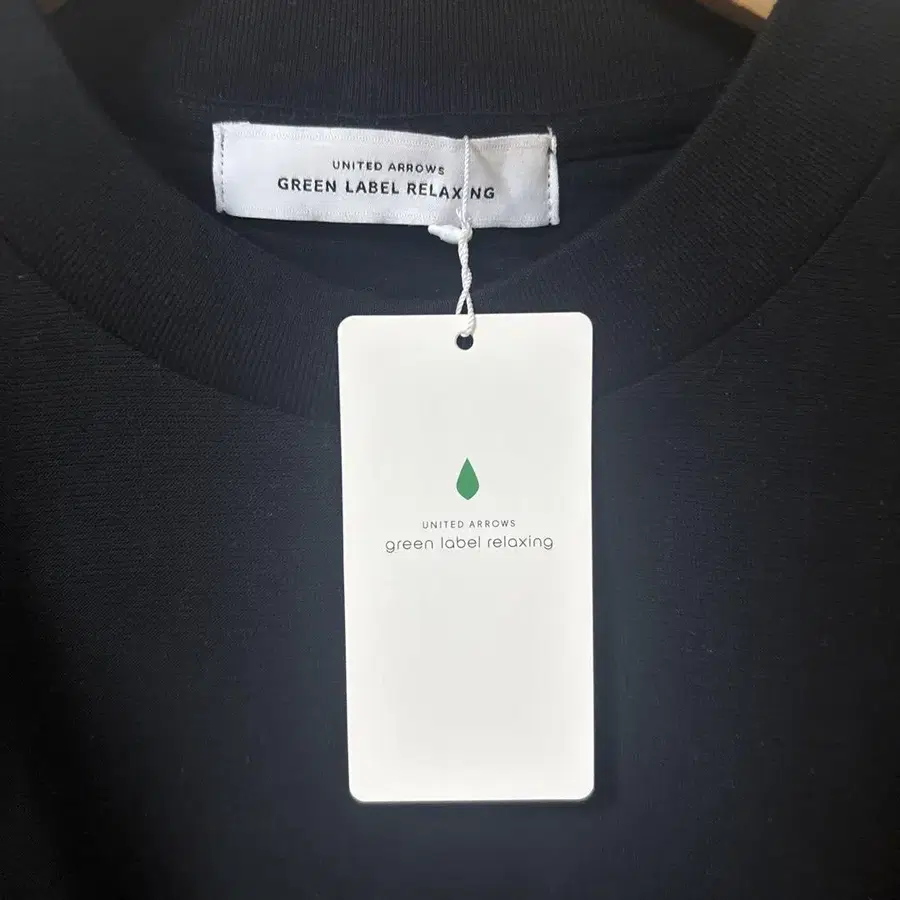 UNITED ARROWS
GREEN LABEL RELAXING
UNITED ARROWS
green label relaxing